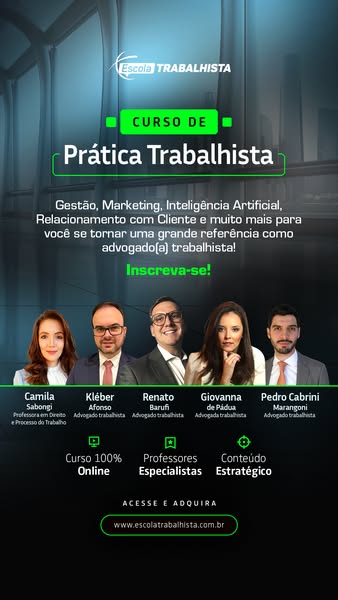 Escola TRABALHISTA
CURSO DE
Prática Trabalhista
Gestão, Marketing, Inteligência Artificial,
Relacionamento com Cliente e muito mais para
você se tornar uma grande referência como
advogado(a) trabalhista!
Inscreva-se!
Camila
Sabongi
Professora em Direito
e Processo do Trabalho
Kléber
Afonso
Advogado trabalhista
Renato
Barufi
Advogado trabalhista
Giovanna
de Pádua
Advogada trabalhista
Pedro Cabrini
Marangoni
Advogado trabalhista
Curso 100%
Online
Professores
Especialistas
Conteúdo
Estratégico
ACESSE E ADQUIRA
www.escolatrabalhista.com.br